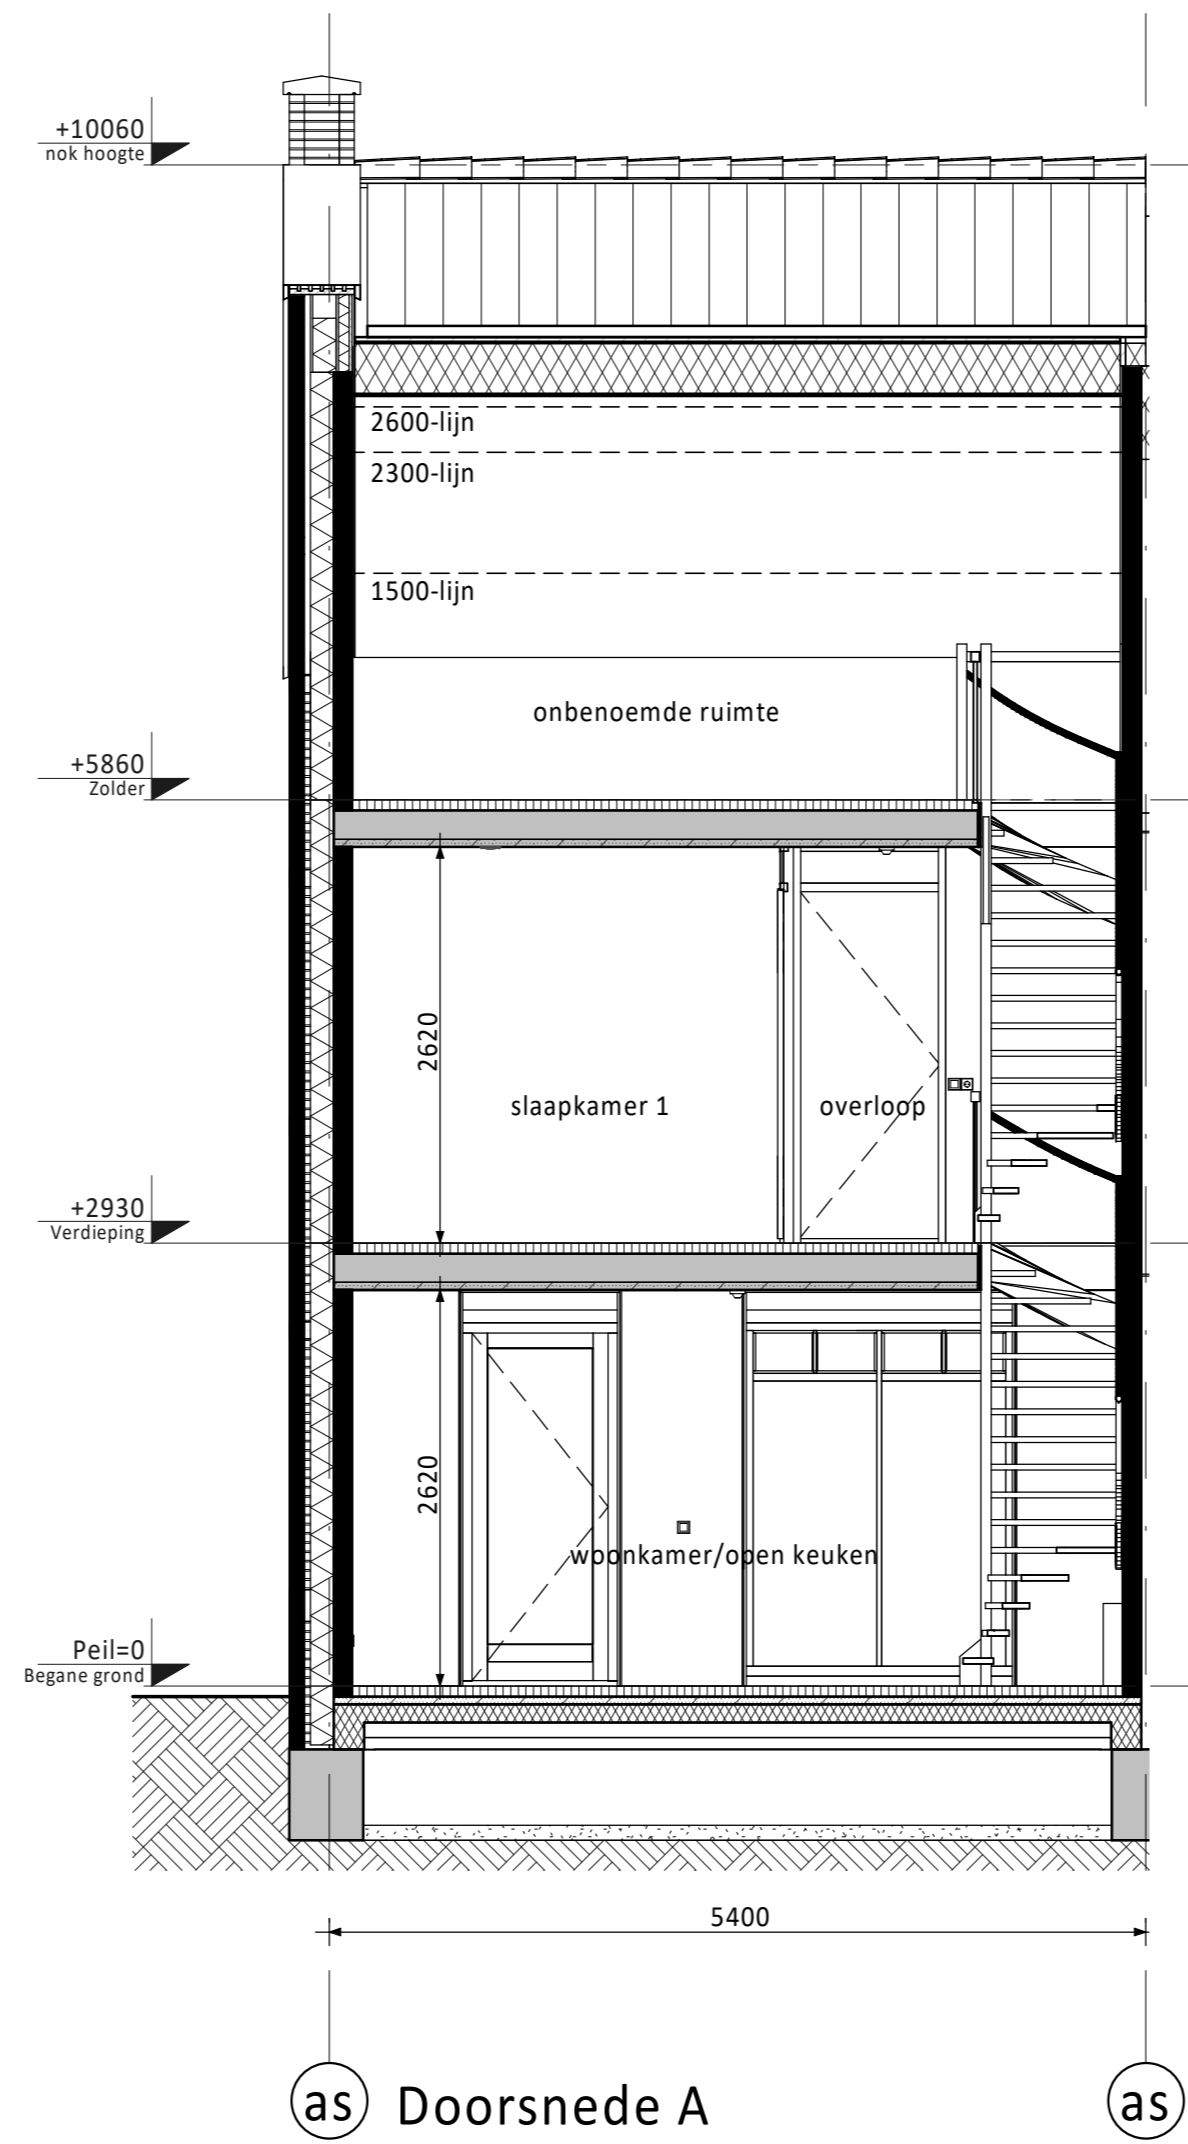 +10060
nok hoogte
2600-lijn
2300-lijn
1500-lijn
onbenoemde ruimte
+5860
Zolder
2620
slaapkamer 1
overloop
+2930
Verdieping
2620
woonkamer/open keuken
Peil=0
Begane grond
5400
as
Doorsnede A
as